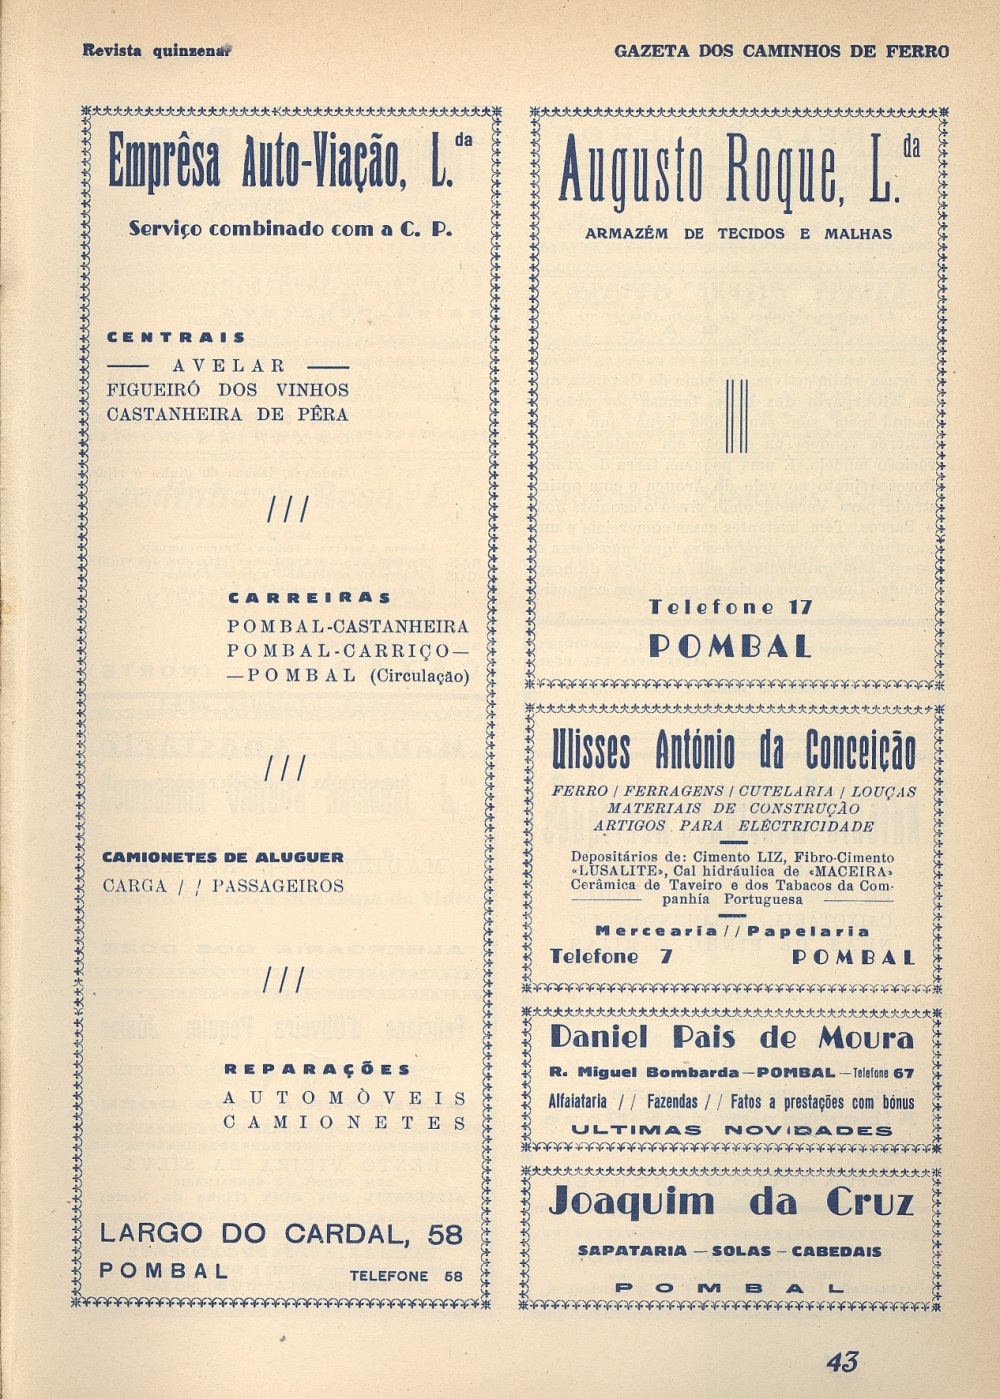 Revista quinzenal
GAZETA DOS CAMINHOS DE FERRO
Emprêsa Auto-Viação, L.da
Serviço combinado com a C. P.
CENTRAIS
AVELAR
FIGUEIRÓ DOS VINHOS
CASTANHEIRA DE PÊRA
///
CARREIRAS
POMBAL-CASTANHEIRA
POMBAL-CARRIÇO—
—POMBAL (Circulação)
///
CAMIONETES DE ALUGUER
CARGA // PASSAGEIROS
///
REPARAÇÕES
AUTOMÒVEIS
CAMIONETES
LARGO DO CARDAL, 58
POMBAL TELEFONE 58
Augusto Roque, L.da
ARMAZÉM DE TECIDOS E MALHAS
Telefone 17
POMBAL
Ulisses António da Conceição
FERRO / FERRAGENS / CUTELARIA / LOUÇAS
MATERIAIS DE CONSTRUÇÃO
ARTIGOS PARA ELÉCTRICIDADE
Depositários de: Cimento LIZ, Fibro-Cimento
«LUSALITE», Cal hidráulica de «MACEIRA»
Cerâmica de Taveiro e dos Tabacos da Com-
panhia Portuguesa
Mercearia // Papelaria
Telefone 7 POMBAL
Daniel Pais de Moura
R. Miguel Bombarda — POMBAL — Telefone 67
Alfaiataria // Fazendas // Fatos a prestações com bónus
ULTIMAS NOVIDADES
Joaquim da Cruz
SAPATARIA — SOLAS — CABEDAIS
POMBAL
43